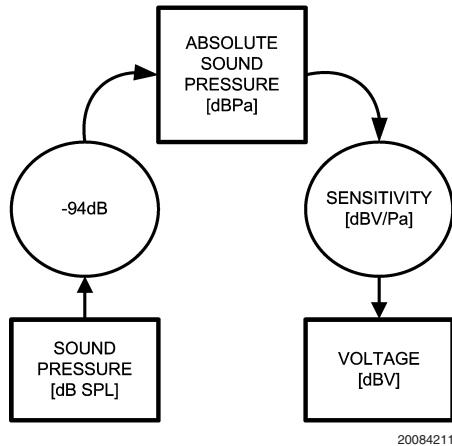 ABSOLUTE
SOUND
PRESSURE
[dBPa]
-94dB
SENSITIVITY
[dBV/Pa]
SOUND
PRESSURE
[dB SPL]
VOLTAGE
[dBV]
20084211